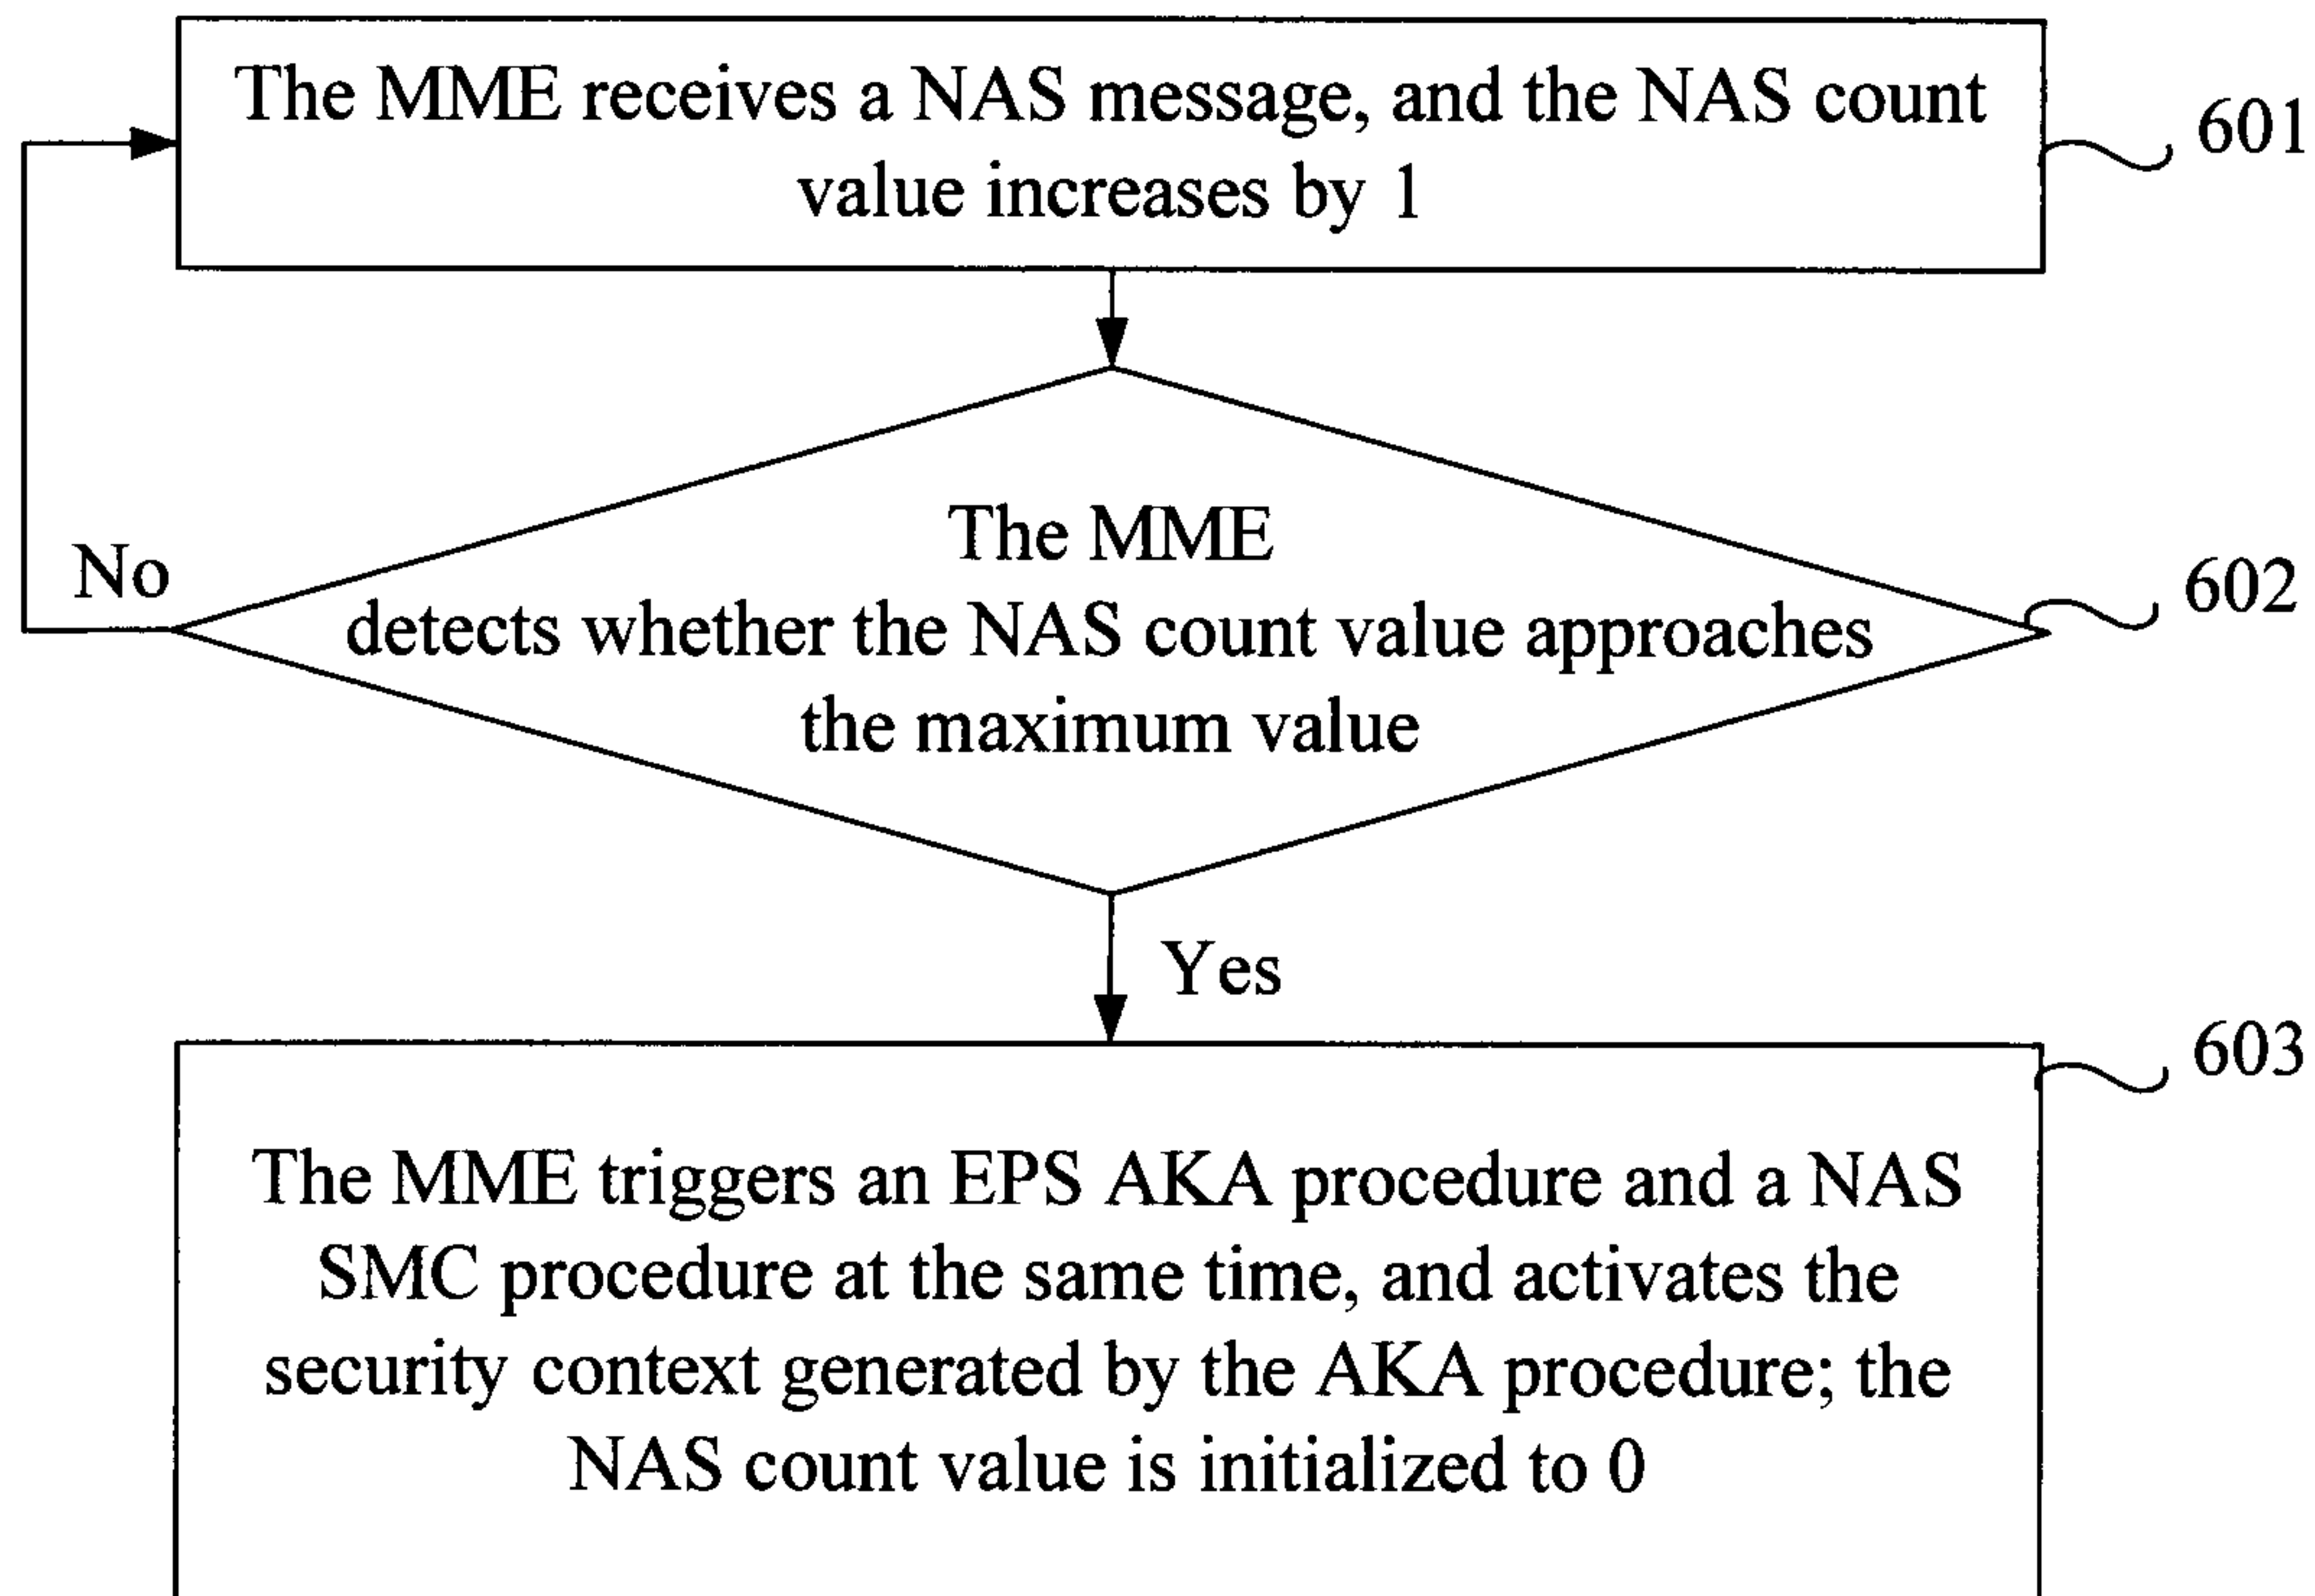 The MME receives a NAS message, and the NAS count
value increases by 1
601
The MME
detects whether the NAS count value approaches
the maximum value
602
No
Yes
603
The MME triggers an EPS AKA procedure and a NAS
SMC procedure at the same time, and activates the
security context generated by the AKA procedure; the
NAS count value is initialized to 0